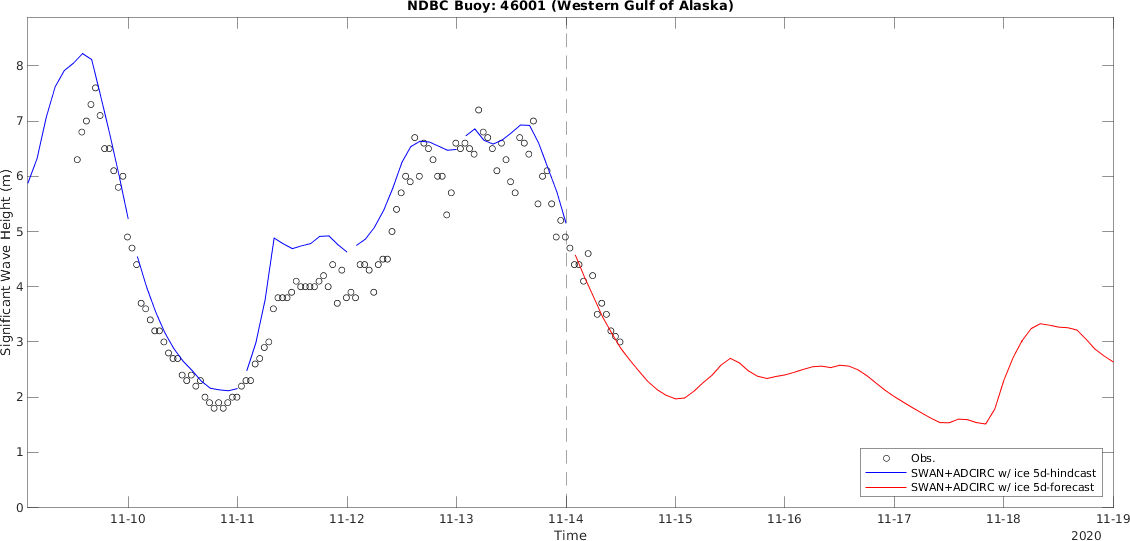 NDBC Buoy: 46001 (Western Gulf of Alaska)
Significant Wave Height (m)
8
7
6
5
4
3
2
1
0
Obs.
SWAN+ADCIRC w/ ice 5d-hindcast
SWAN+ADCIRC w/ ice 5d-forecast
11-10 11-11 11-12 11-13 11-14 11-15 11-16 11-17 11-18 11-19
Time
2020